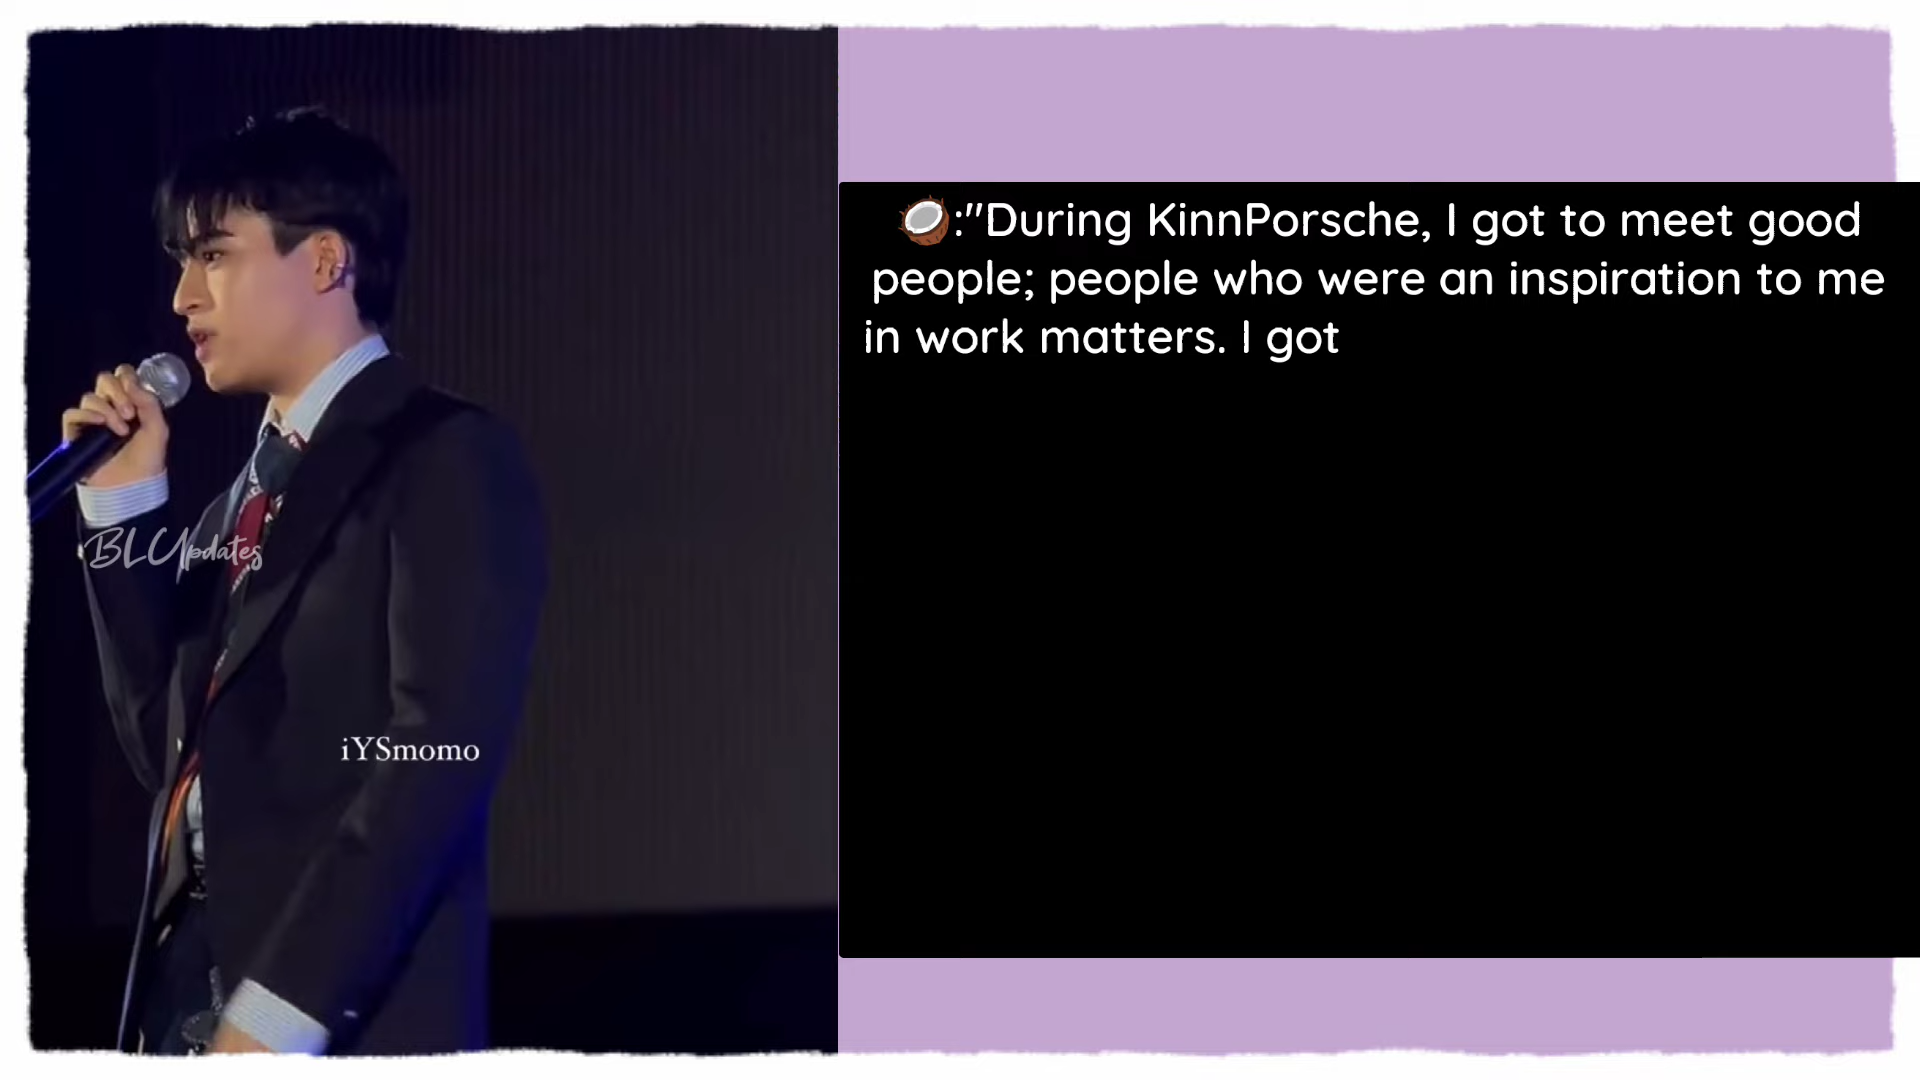 🥥:"During KinnPorsche, I got to meet good
people; people who were an inspiration to me
in work matters. I got
BLUpdates
iYSmomo